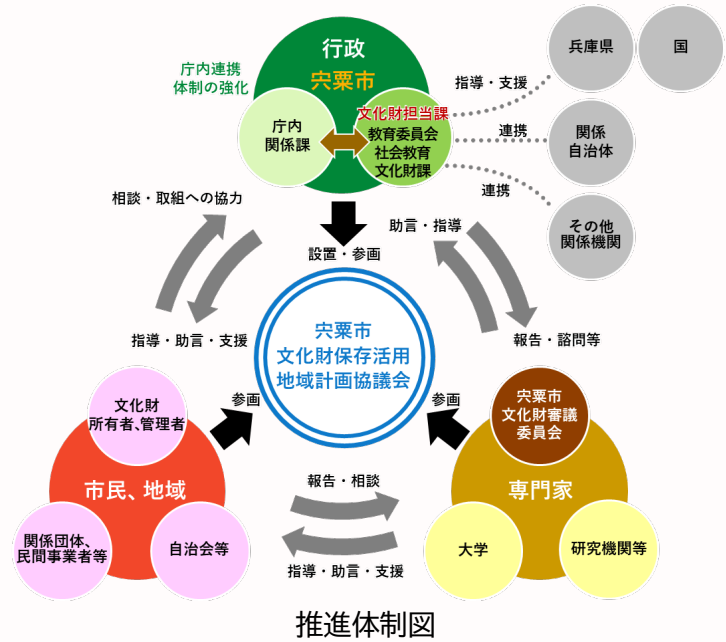 行政
宍粟市
庁内連携
体制の強化
庁内
関係課
文化財担当課
教育委員会
社会教育
文化財課
指導・支援
兵庫県
国
連携
関係
自治体
連携
その他
関係機関
相談・取組への協力
指導・助言・支援
設置・参画
助言・指導
報告・諮問等
宍粟市
文化財保存活用
地域計画協議会
参画
参画
文化財
所有者、管理者
市民、地域
関係団体、
民間事業者等
自治会等
報告・相談
指導・助言・支援
宍粟市
文化財審議
委員会
専門家
大学
研究機関等
推進体制図